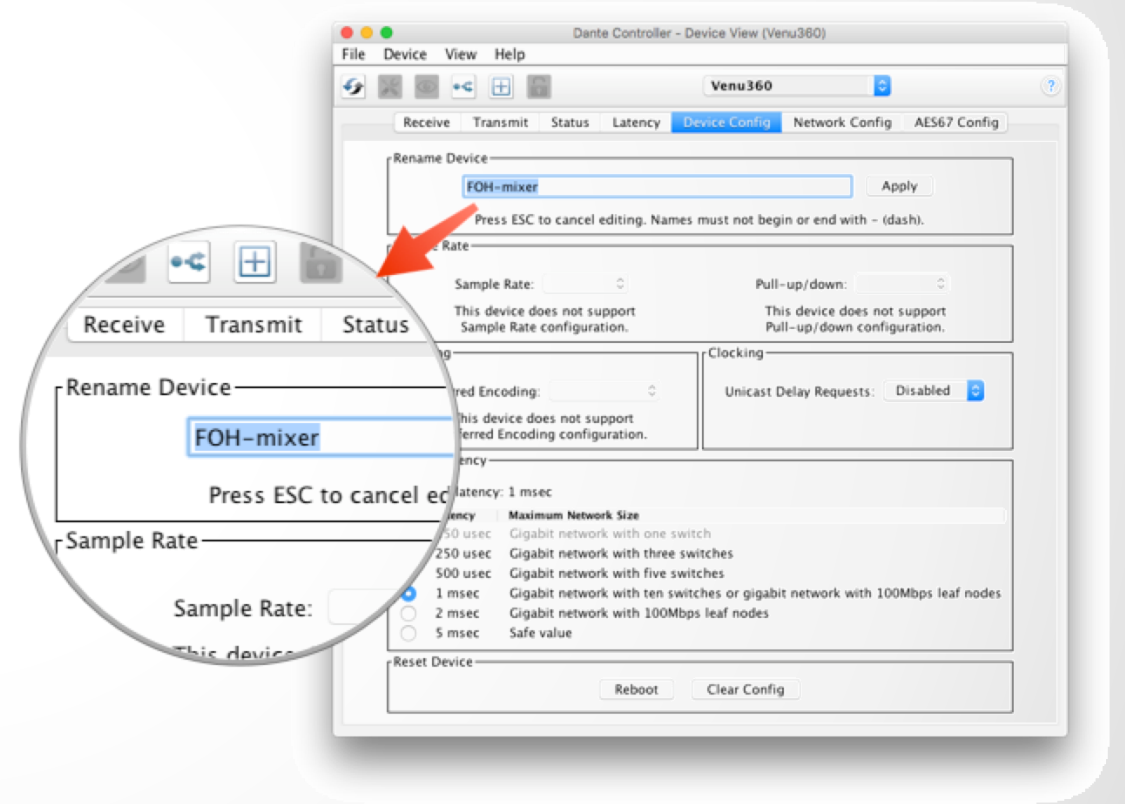 Dante Controller - Device View (Venu360)
File Device View Help
Venu360 ?
Receive Transmit Status Latency Device Config Network Config AES67 Config
Rename Device
FOH-mixer Apply
Press ESC to cancel editing. Names must not begin or end with - (dash).
Rate
Sample Rate: Pull-up/down:
This device does not support This device does not support
Sample Rate configuration. Pull-up/down configuration.
Clocking
Encoding: Unicast Delay Requests: Disabled
This device does not support
Encoding configuration.
latency: 1 msec
Maximum Network Size
Gigabit network with one switch
250 usec Gigabit network with three switches
500 usec Gigabit network with five switches
1 msec Gigabit network with ten switches or gigabit network with 100Mbps leaf nodes
2 msec Gigabit network with 100Mbps leaf nodes
5 msec Safe value
Reset Device
Reboot Clear Config
Receive Transmit Status
Rename Device
FOH-mixer
Press ESC to cancel ed
Sample Rate
Sample Rate:
This device